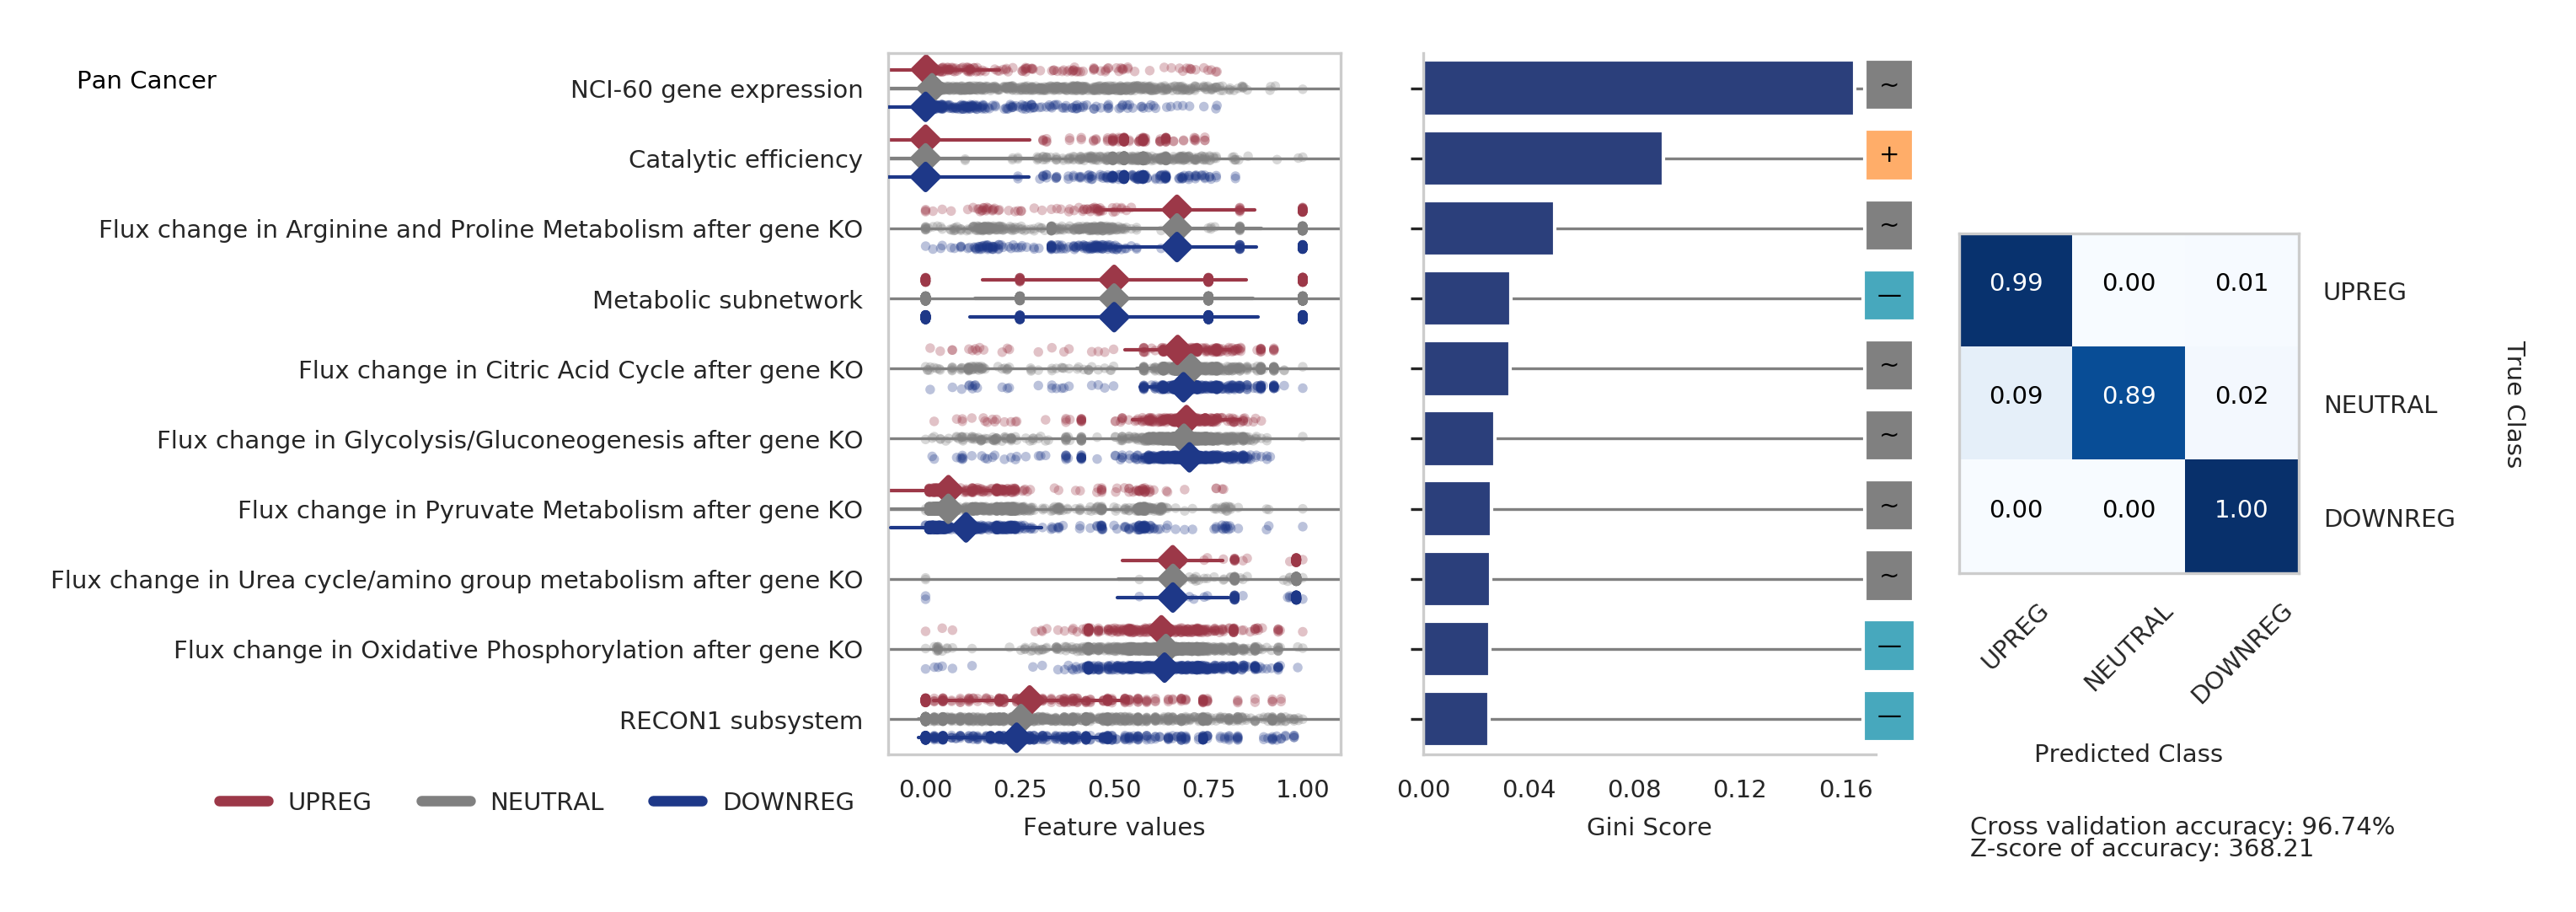 Pan Cancer
NCI-60 gene expression
Catalytic efficiency
Flux change in Arginine and Proline Metabolism after gene KO
Metabolic subnetwork
Flux change in Citric Acid Cycle after gene KO
Flux change in Glycolysis/Gluconeogenesis after gene KO
Flux change in Pyruvate Metabolism after gene KO
Flux change in Urea cycle/amino group metabolism after gene KO
Flux change in Oxidative Phosphorylation after gene KO
RECON1 subsystem
UPREG NEUTRAL DOWNREG
0.00 0.25 0.50 0.75 1.00
Feature values
~
+
~
—
~
~
~
~
—
—
0.00 0.04 0.08 0.12 0.16
Gini Score
0.99 0.00 0.01 UPREG
0.09 0.89 0.02 NEUTRAL
0.00 0.00 1.00 DOWNREG
True Class
UPREG NEUTRAL DOWNREG
Predicted Class
Cross validation accuracy: 96.74%
Z-score of accuracy: 368.21